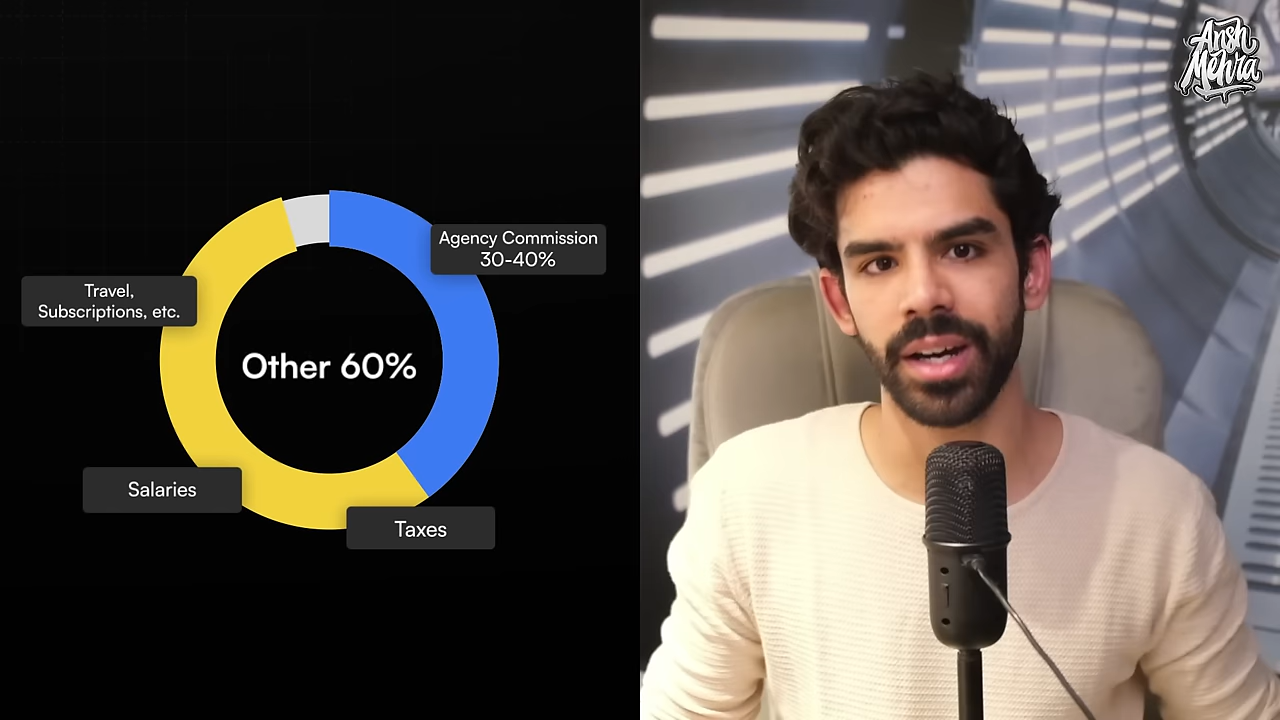 Agency Commission
30-40%
Travel,
Subscriptions, etc.
Other 60%
Salaries
Taxes
Ansh
Mehra